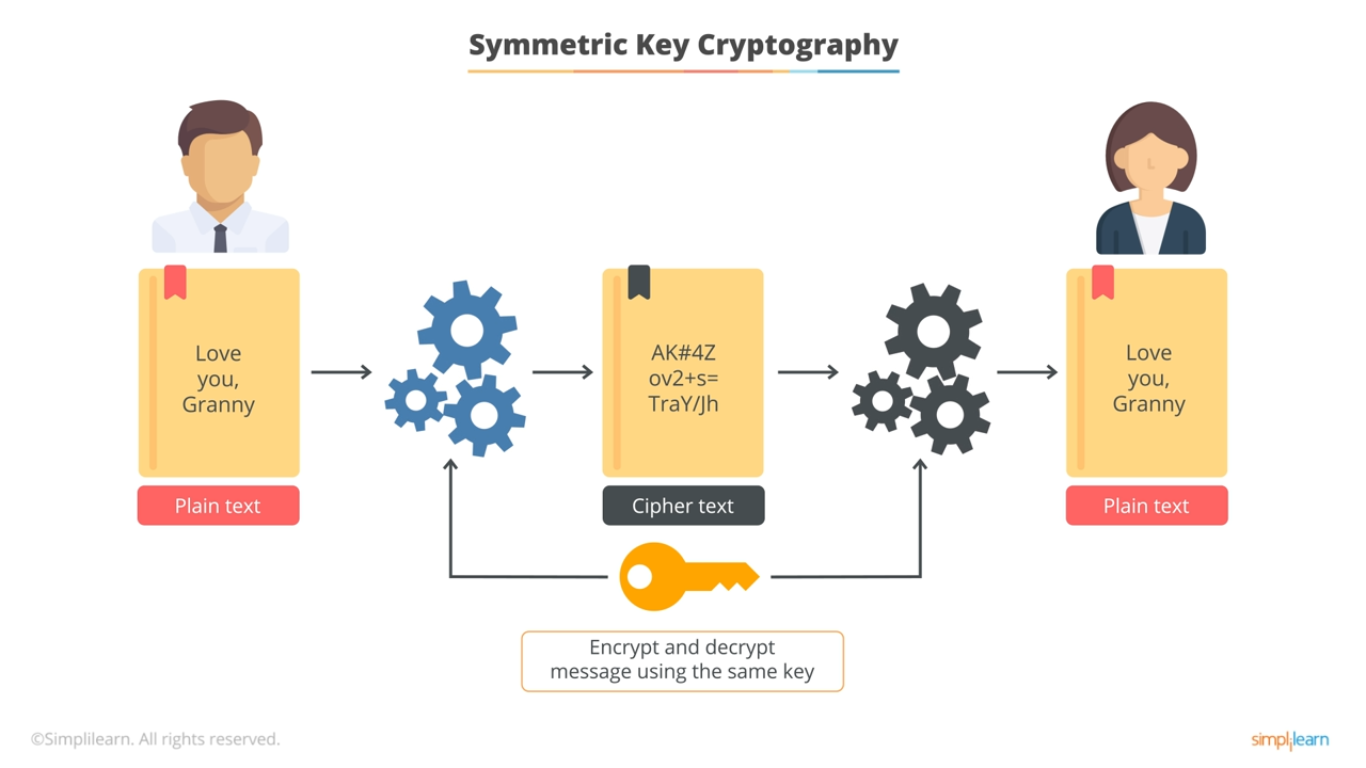 Symmetric Key Cryptography
Love
you,
Granny
Plain text
AK#4Z
ov2+s=
TraY/Jh
Cipher text
Love
you,
Granny
Plain text
Encrypt and decrypt
message using the same key
©Simplilearn. All rights reserved.
simplilearn